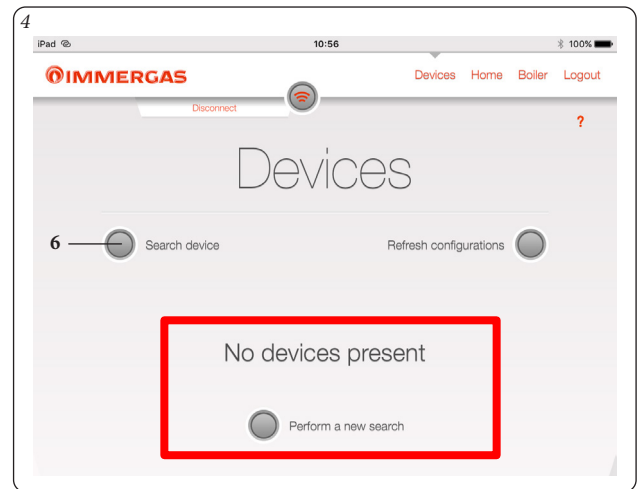 4
iPad 10:56 100%
IMMERGAS Devices Home Boiler Logout
Disconnect
?
Devices
6 Search device Refresh configurations
No devices present
Perform a new search